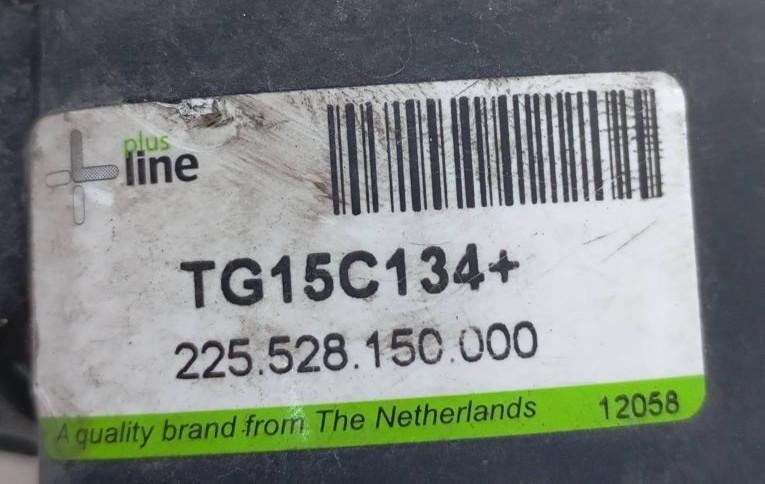 plus
line
TG15C134+
225.528.150.000
A quality brand from The Netherlands 12058